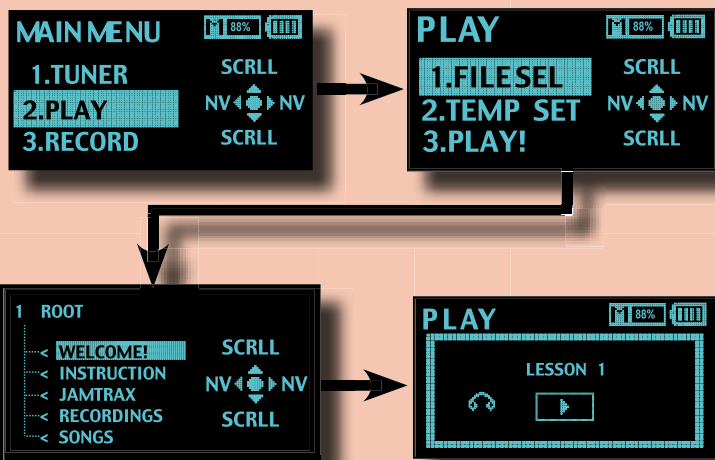 MAIN MENU
88%
1.TUNER
2.PLAY
3.RECORD
SCRLL
NV NV
SCRLL
PLAY
88%
1.FILESEL
2.TEMP SET
3.PLAY!
SCRLL
NV NV
SCRLL
1 ROOT
< WELCOME!
< INSTRUCTION
< JAMTRAX
< RECORDINGS
< SONGS
SCRLL
NV NV
SCRLL
PLAY
88%
LESSON 1